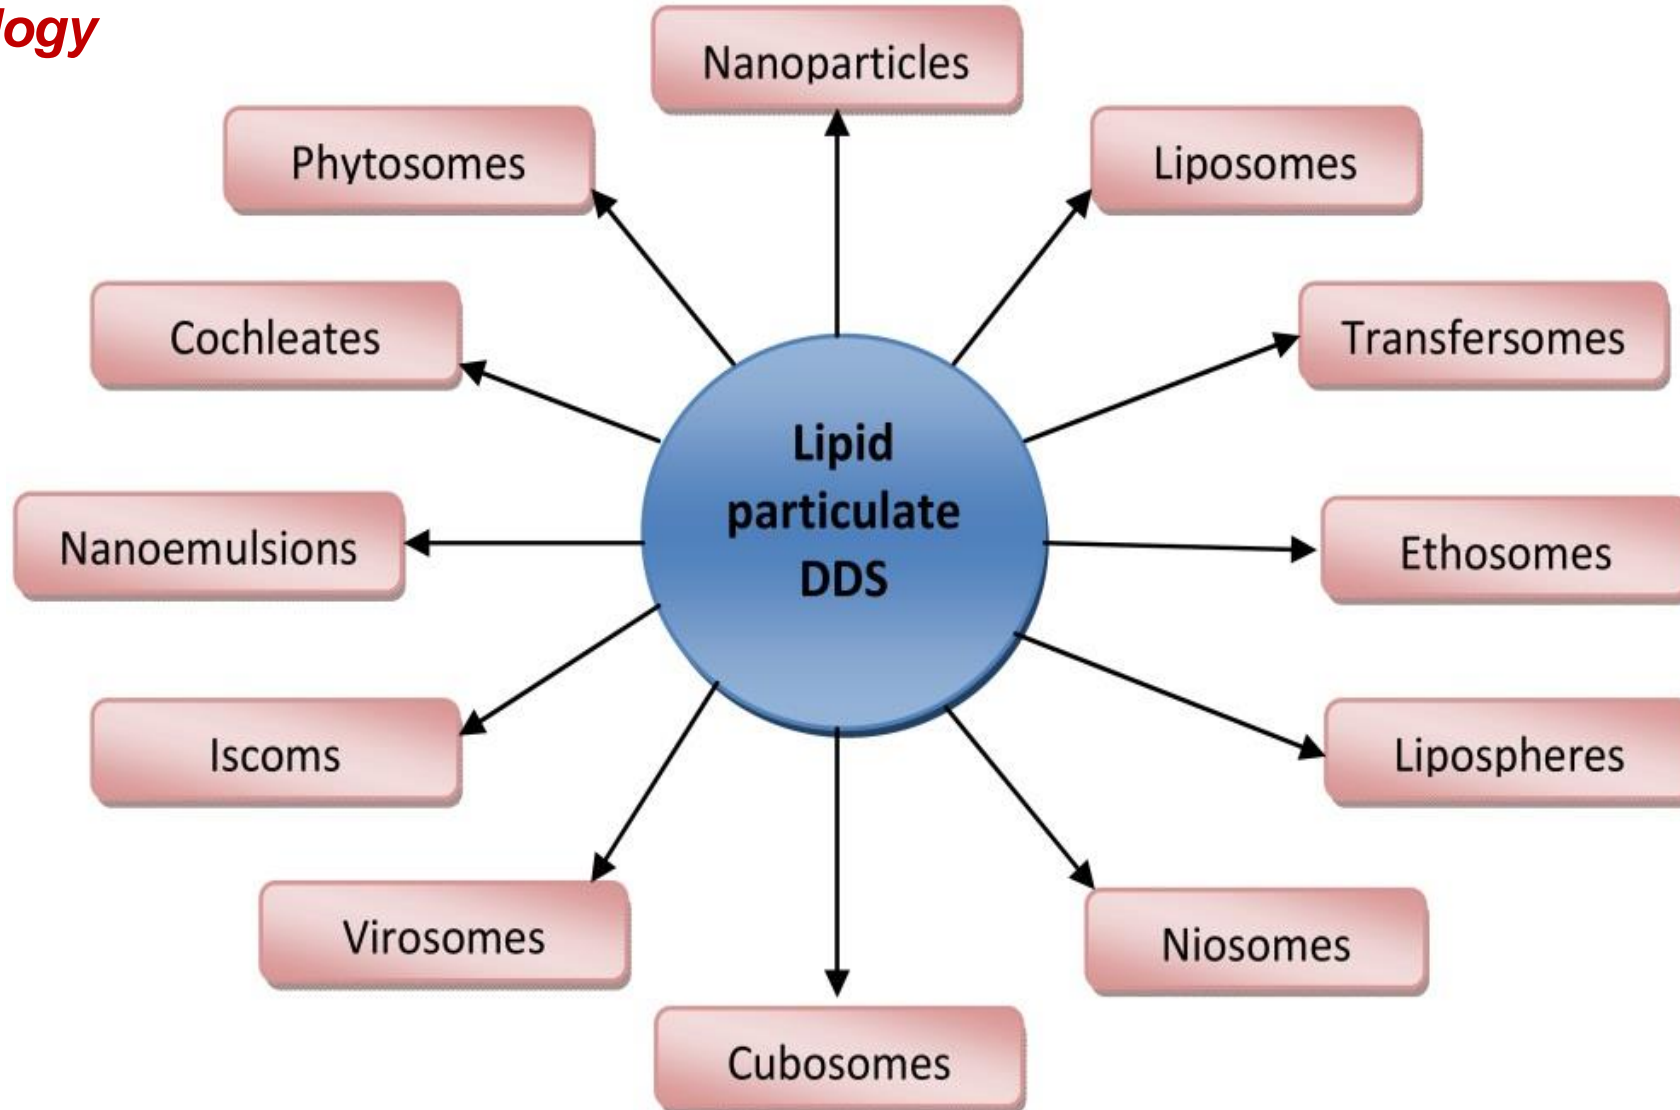 logy
Nanoparticles
Phytosomes
Liposomes
Cochleates
Transfersomes
Lipid
particulate
DDS
Nanoemulsions
Ethosomes
Iscoms
Lipospheres
Virosomes
Niosomes
Cubosomes